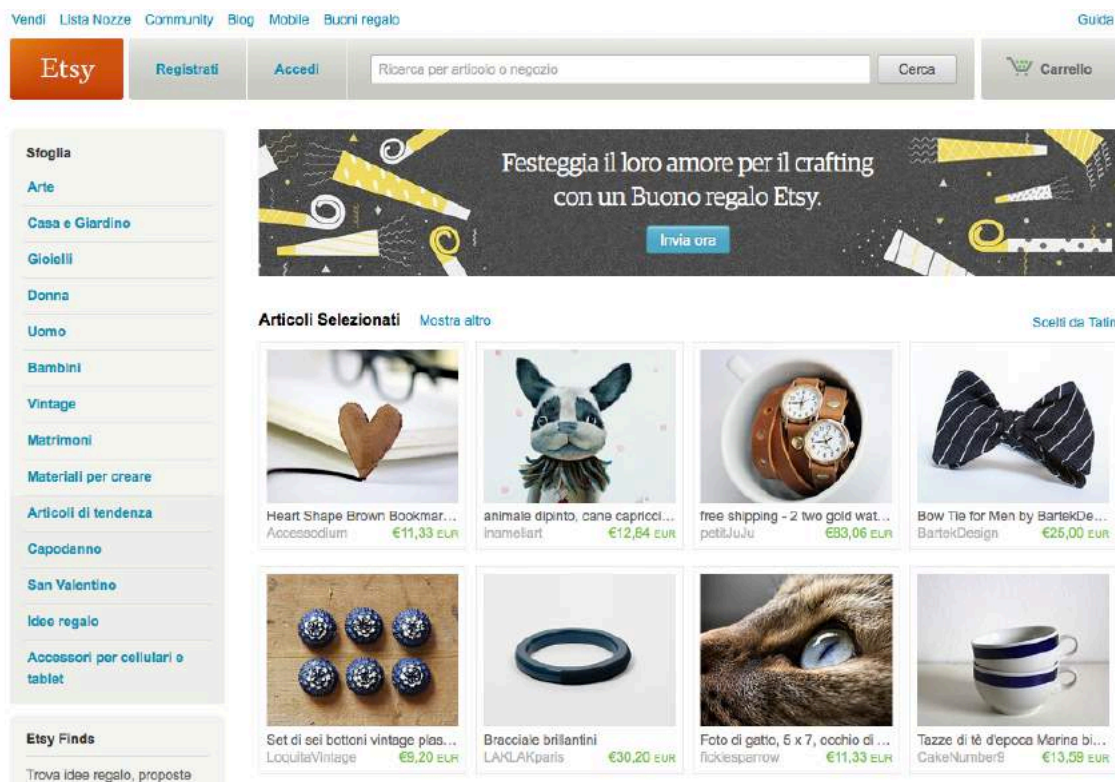 Vendi Lista Nozze Community Blog Mobile Buoni regalo Guida
Etsy Registrati Accedi Ricerca per articolo o negozio Cerca Carrello
Sfoglia
Arte
Casa e Giardino
Gioielli
Donna
Uomo
Bambini
Vintage
Matrimoni
Materiali per creare
Articoli di tendenza
Capodanno
San Valentino
Idee regalo
Accessori per cellulari e
tablet
Etsy Finds
Trova idee regalo, proposte
Festeggia il loro amore per il crafting
con un Buono regalo Etsy.
Invia ora
Articoli Selezionati Mostra altro Scelti da Tatin
Heart Shape Brown Bookmar...
Accessodium €11,33 EUR
animale dipinto, cane capricci...
inameliart €12,84 EUR
free shipping - 2 two gold wat...
petitJuJu €83,06 EUR
Bow Tie for Men by BartekDe...
BartekDesign €25,00 EUR
Set di sei bottoni vintage plas...
LoquitaVintage €9,20 EUR
Bracciale brillantini
LAKLAKparis €30,20 EUR
Foto di gatto, 5 x 7, occhio di ...
ficklesparrow €11,33 EUR
Tazze di tè d'epoca Marina bi...
CakeNumber9 €13,59 EUR